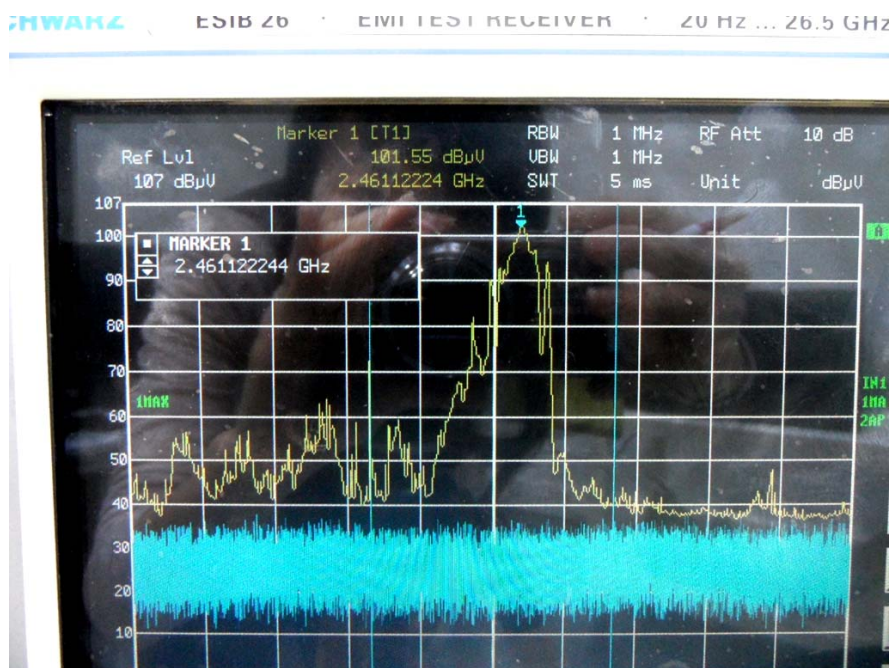 CHWARZ ESIB 26 · EMI TEST RECEIVER · 20 Hz ... 26.5 GHz
Marker 1 [T1] RBW 1 MHz RF Att 10 dB
Ref Lvl 101.55 dBµV VBW 1 MHz
107 dBµV 2.46112224 GHz SWT 5 ms Unit dBµV
107
1
100 A
MARKER 1
2.461122244 GHz
90
80
70
IN1
1MAX 1MA
60 2AP
50
40
30
20
10